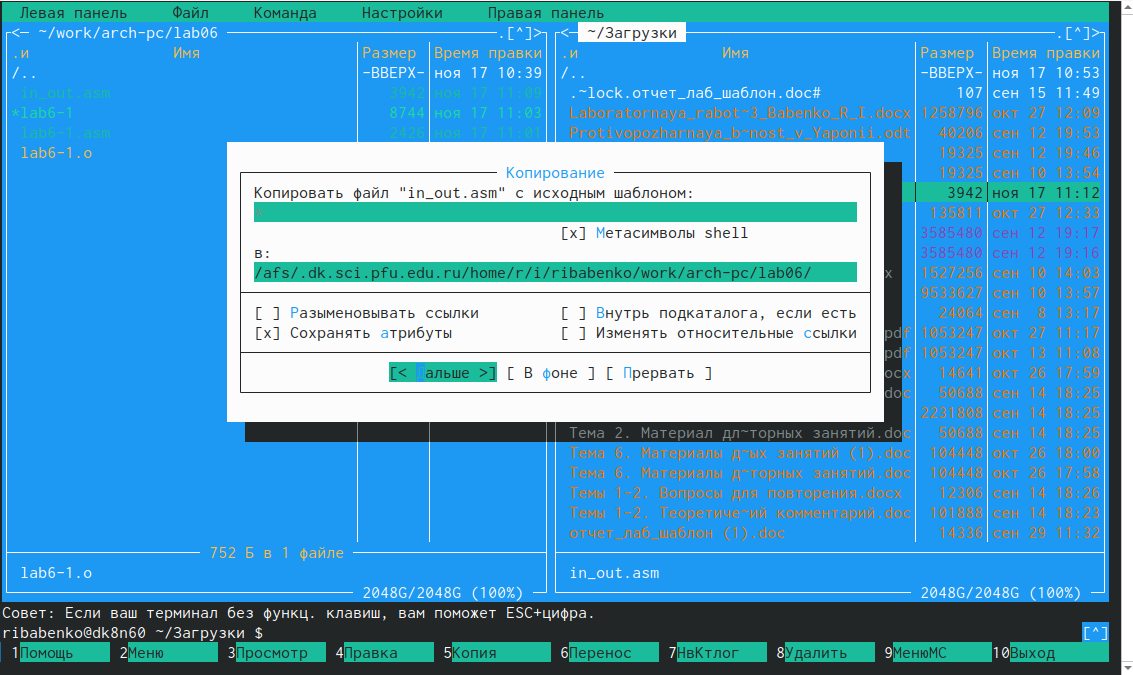 Левая панель Файл Команда Настройки Правая панель
<— ~/work/arch-pc/lab06 .[^]> <— ~/Загрузки .[^]>
.и Имя Размер Время правки .и Имя Размер Время правки
/.. -ВВЕРХ- ноя 17 10:39 /.. -ВВЕРХ- ноя 17 10:53
in_out.asm 3942 ноя 17 11:09 .~lock.отчет_лаб_шаблон.doc# 107 сен 15 11:49
*lab6-1 8744 ноя 17 11:03 Laboratornaya_rabot~3_Babenko_R_I.docx 1258796 окт 27 12:09
lab6-1.asm 2426 ноя 17 11:01 Protivopozharnaya_b~nost_v_Yaponii.odt 40206 сен 12 19:53
lab6-1.o 19325 сен 12 19:46
Копирование 19325 сен 10 13:54
Копировать файл "in_out.asm" с исходным шаблоном: 3942 ноя 17 11:12
135811 окт 27 12:33
[x] Метасимволы shell 3585480 сен 12 19:17
в: 3585480 сен 12 19:16
/afs/.dk.sci.pfu.edu.ru/home/r/i/ribabenko/work/arch-pc/lab06/ x 1527256 сен 10 14:03
9533627 сен 10 13:57
[ ] Разыменовывать ссылки [ ] Внутрь подкаталога, если есть 24064 сен 8 13:17
[x] Сохранять атрибуты [ ] Изменять относительные ссылки pdf 1053247 окт 27 11:17
pdf 1053247 окт 13 11:08
[< Дальше >] [ В фоне ] [ Прервать ] ocx 14641 окт 26 17:59
doc 50688 сен 14 18:25
2231808 сен 14 18:25
Тема 2. Материал дл~торных занятий.doc 50688 сен 14 18:25
Тема 6. Материалы д~ых занятий (1).doc 104448 окт 26 18:00
Тема 6. Материалы д~торных занятий.doc 104448 окт 26 17:58
Темы 1-2. Вопросы для повторения.docx 12306 сен 14 18:26
Темы 1-2. Теоретиче~ий комментарий.doc 101888 сен 14 18:23
отчет_лаб_шаблон (1).doc 14336 сен 29 11:32
752 Б в 1 файле
lab6-1.o in_out.asm
2048G/2048G (100%) 2048G/2048G (100%)
Совет: Если ваш терминал без функц. клавиш, вам поможет ESC+цифра.
ribabenko@dk8n60 ~/Загрузки $ [^]
1Помощь 2Меню 3Просмотр 4Правка 5Копия 6Перенос 7НвКтлог 8Удалить 9МенюМС 10Выход